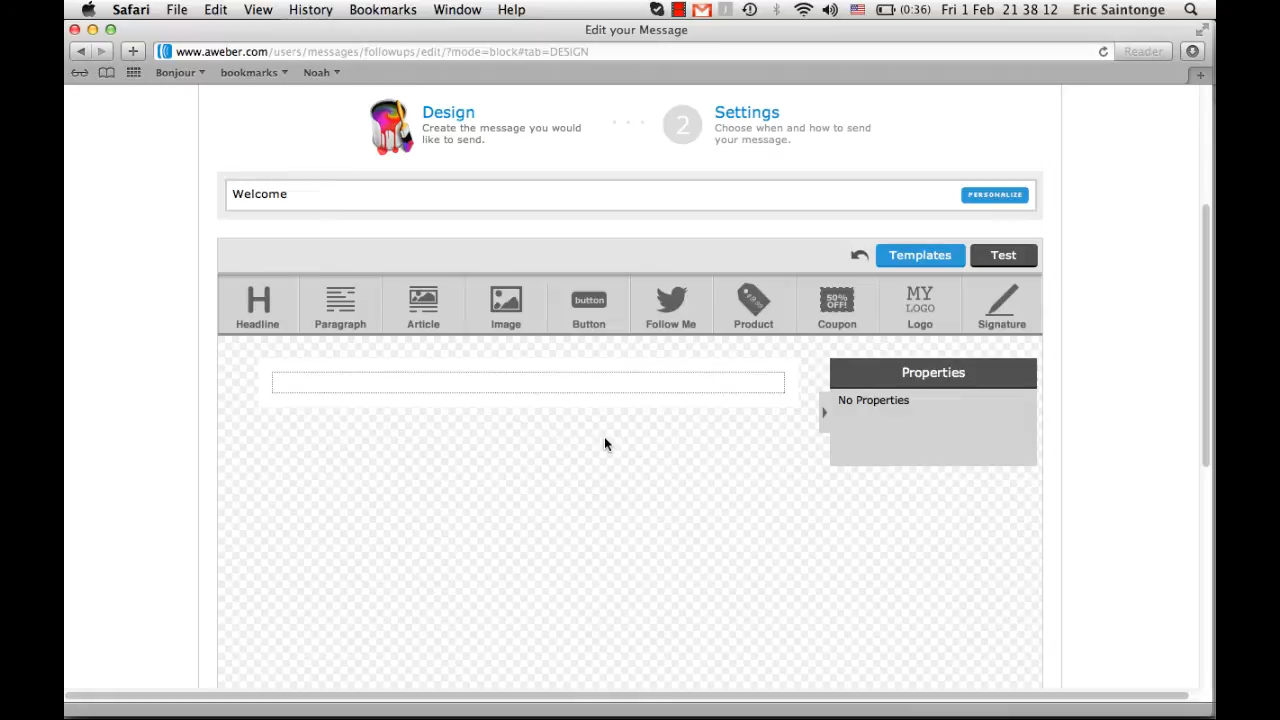 Safari File Edit View History Bookmarks Window Help (0:36) Fri 1 Feb 21 38 12 Eric Saintonge
Edit your Message
www.aweber.com/users/messages/followups/edit/?mode=block#tab=DESIGN Reader
Bonjour bookmarks Noah
Design
Create the message you would
like to send.
2
Settings
Choose when and how to send
your message.
Welcome PERSONALIZE
Templates Test
H button 50% OFF! MY LOGO
Headline Paragraph Article Image Button Follow Me Product Coupon Logo Signature
Properties
No Properties